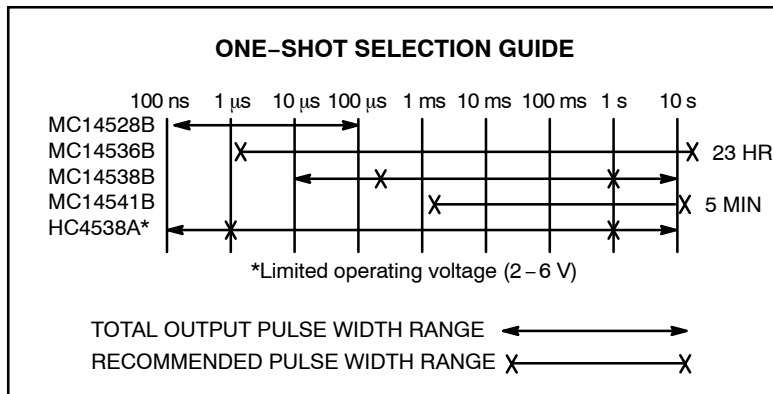 ONE–SHOT SELECTION GUIDE
100 ns 1 μs 10 μs 100 μs 1 ms 10 ms 100 ms 1 s 10 s
MC14528B
MC14536B 23 HR
MC14538B
MC14541B 5 MIN
HC4538A*
*Limited operating voltage (2–6 V)
TOTAL OUTPUT PULSE WIDTH RANGE
RECOMMENDED PULSE WIDTH RANGE